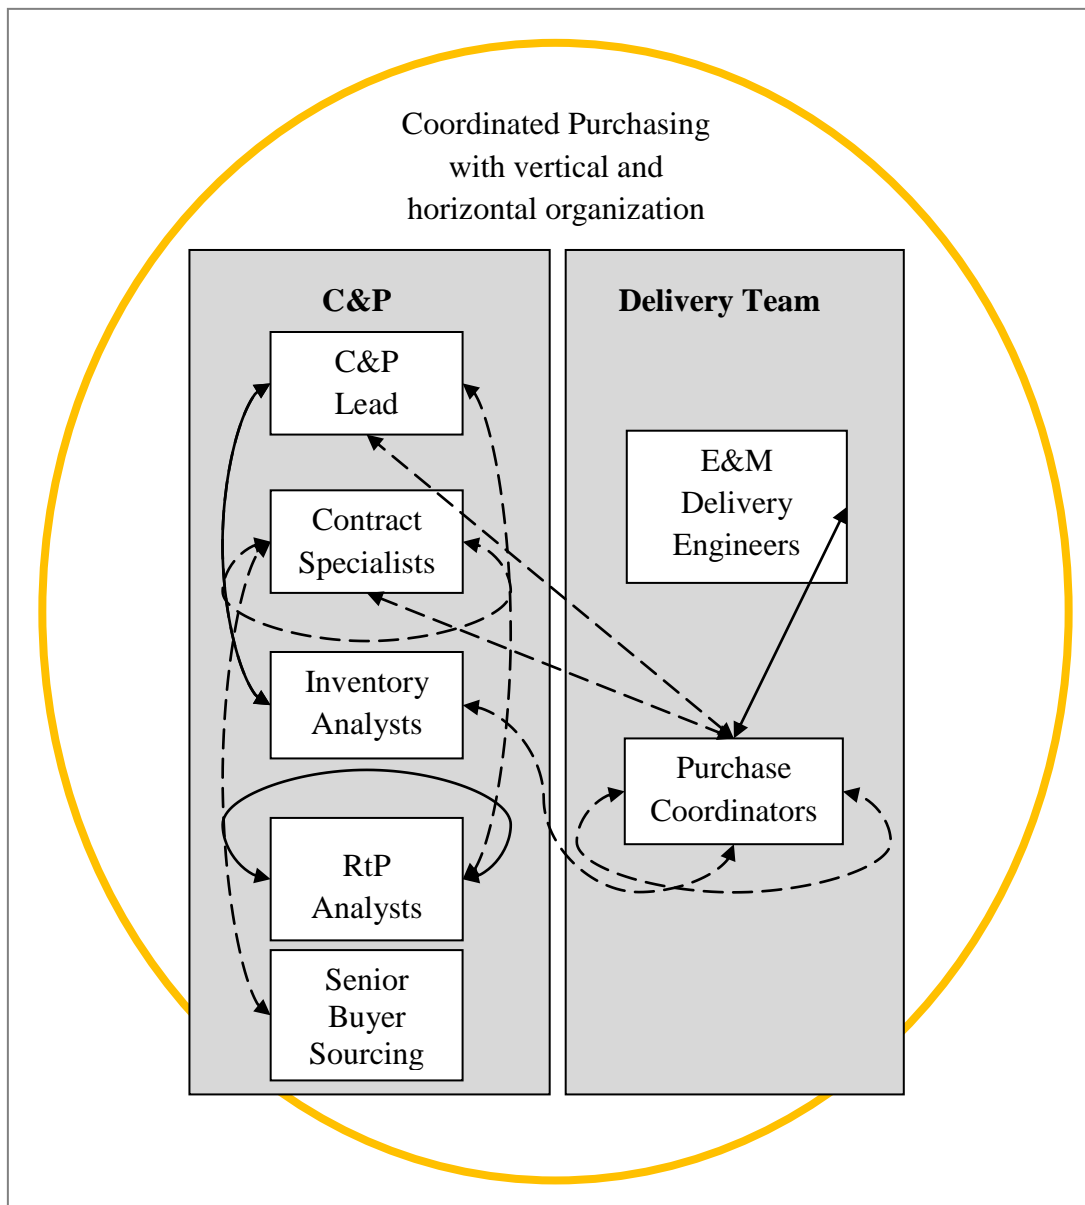 Coordinated Purchasing
with vertical and
horizontal organization
C&P
C&P
Lead
Contract
Specialists
Inventory
Analysts
RtP
Analysts
Senior
Buyer
Sourcing
Delivery Team
E&M
Delivery
Engineers
Purchase
Coordinators